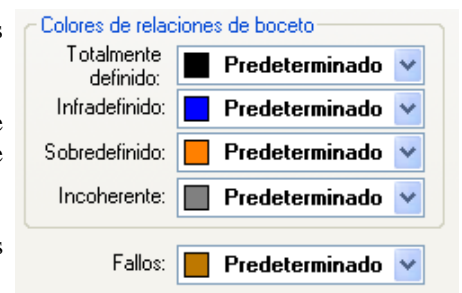 s
Colores de relaciones de boceto
Totalmente definido: Predeterminado
Infradefinido: Predeterminado
e
e
Sobredefinido: Predeterminado
Incoherente: Predeterminado
s
Fallos: Predeterminado